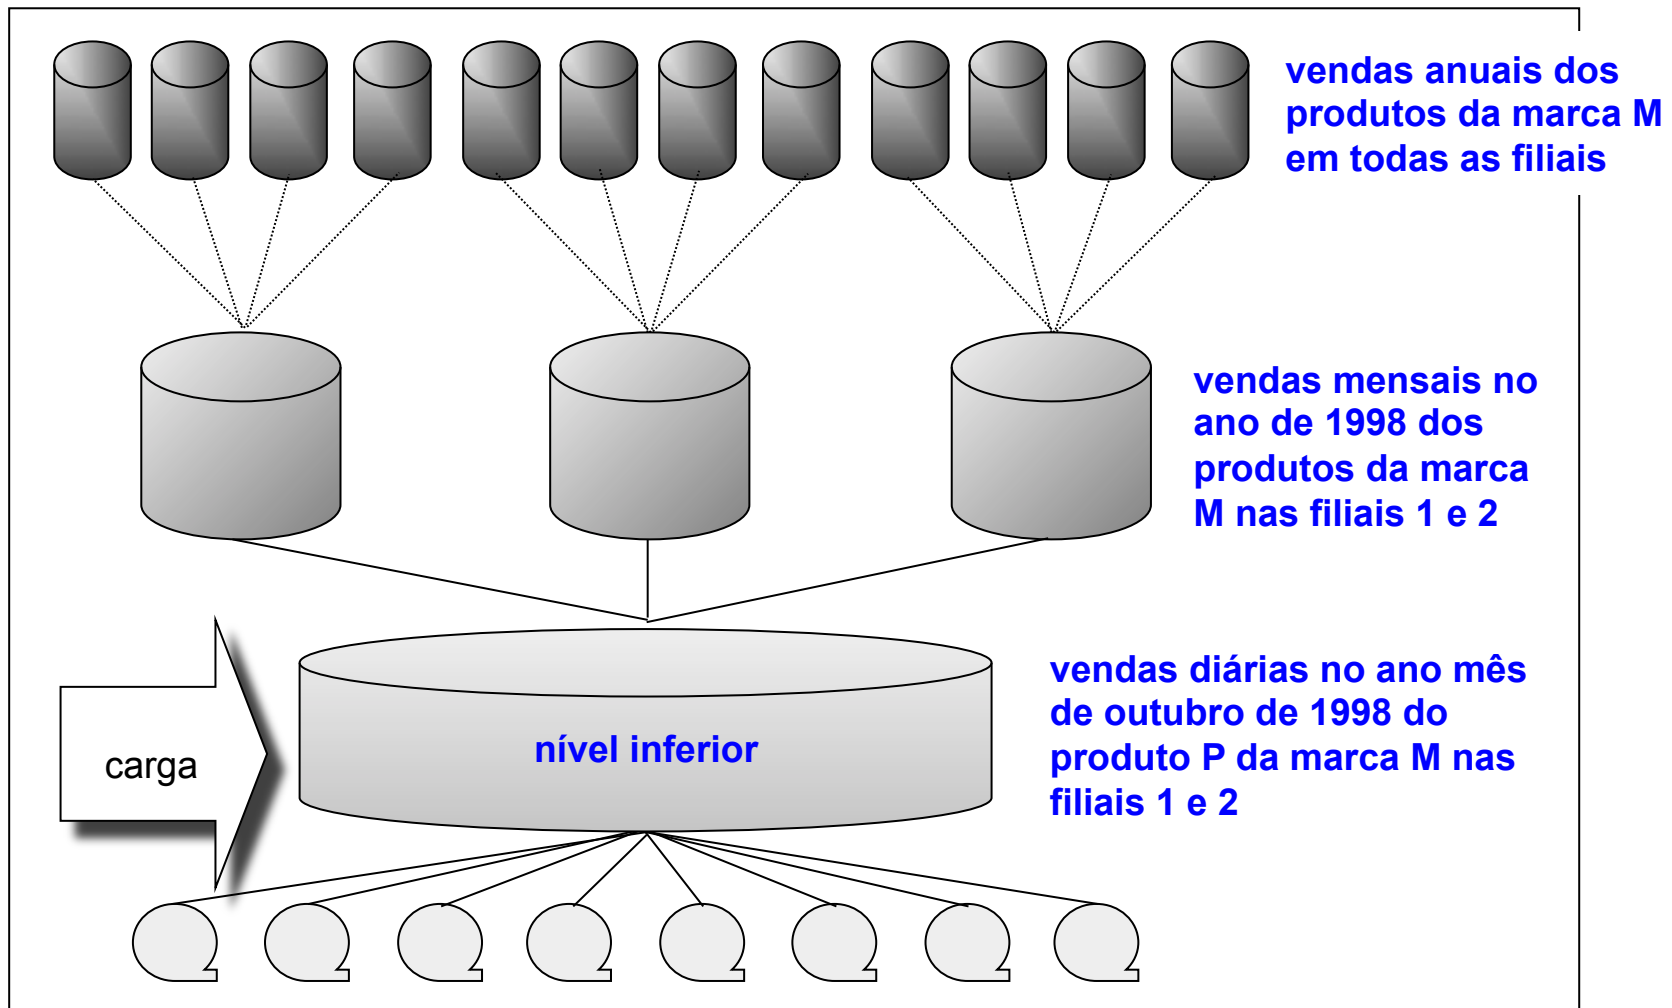 vendas anuais dos
produtos da marca M
em todas as filiais
vendas mensais no
ano de 1998 dos
produtos da marca
M nas filiais 1 e 2
carga
nível inferior
vendas diárias no ano mês
de outubro de 1998 do
produto P da marca M nas
filiais 1 e 2